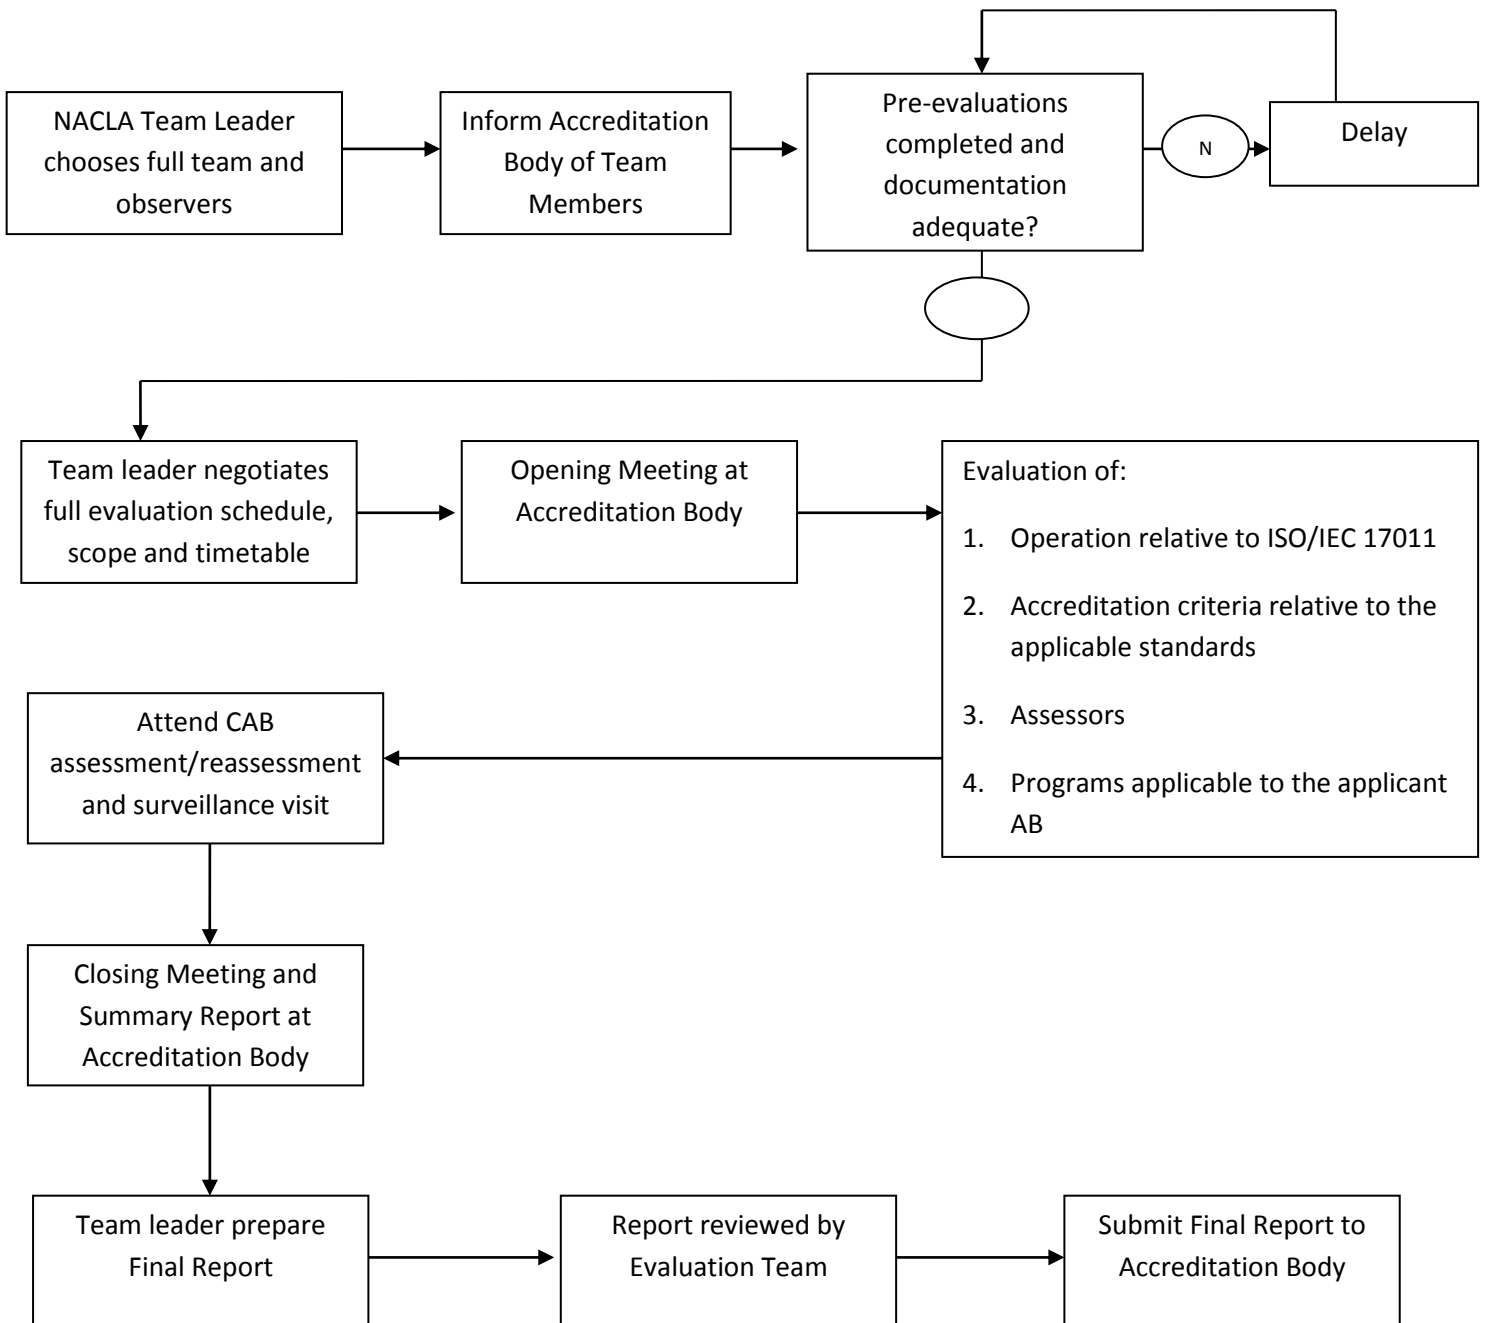 NACLA Team Leader
chooses full team and
observers
Inform Accreditation
Body of Team
Members
Pre-evaluations
completed and
documentation
adequate?
N
Delay
Team leader negotiates
full evaluation schedule,
scope and timetable
Opening Meeting at
Accreditation Body
Evaluation of:
1. Operation relative to ISO/IEC 17011
2. Accreditation criteria relative to the
applicable standards
3. Assessors
4. Programs applicable to the applicant
AB
Attend CAB
assessment/reassessment
and surveillance visit
Closing Meeting and
Summary Report at
Accreditation Body
Team leader prepare
Final Report
Report reviewed by
Evaluation Team
Submit Final Report to
Accreditation Body